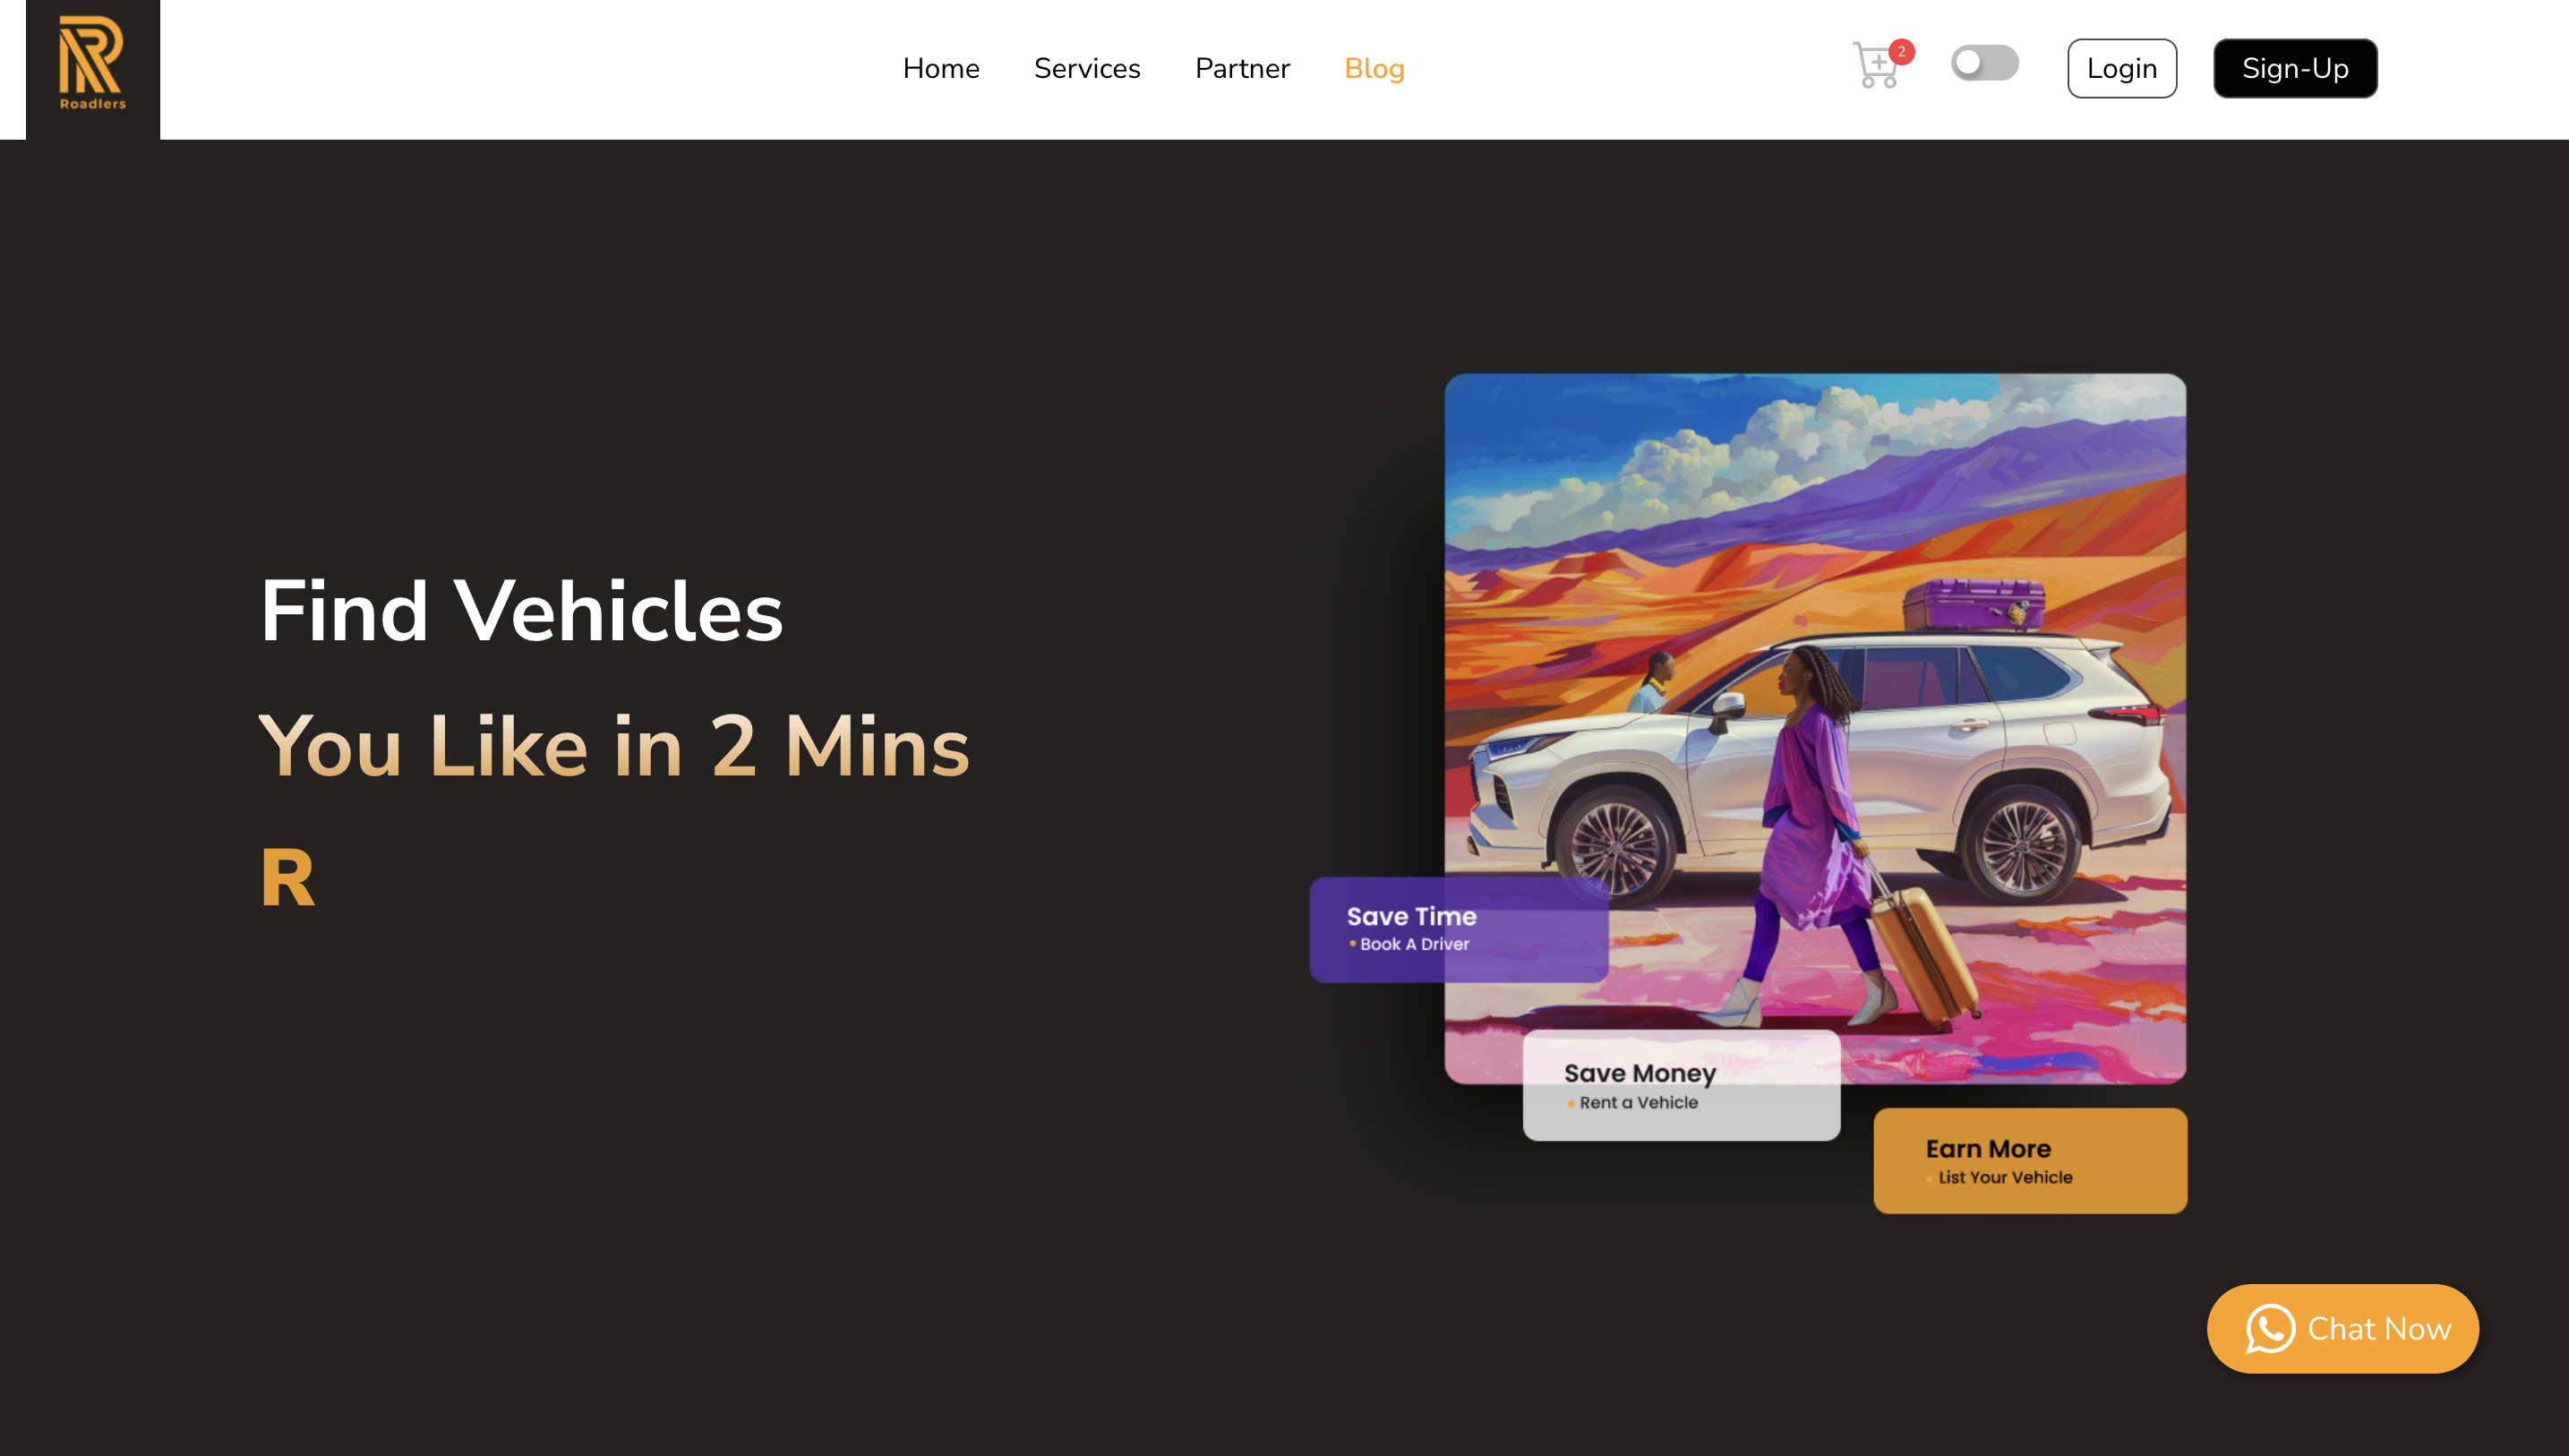 Roadlers
Home Services Partner Blog
2
Login
Sign-Up
Find Vehicles
You Like in 2 Mins
R
Save Time
Book A Driver
Save Money
Rent a Vehicle
Earn More
List Your Vehicle
Chat Now